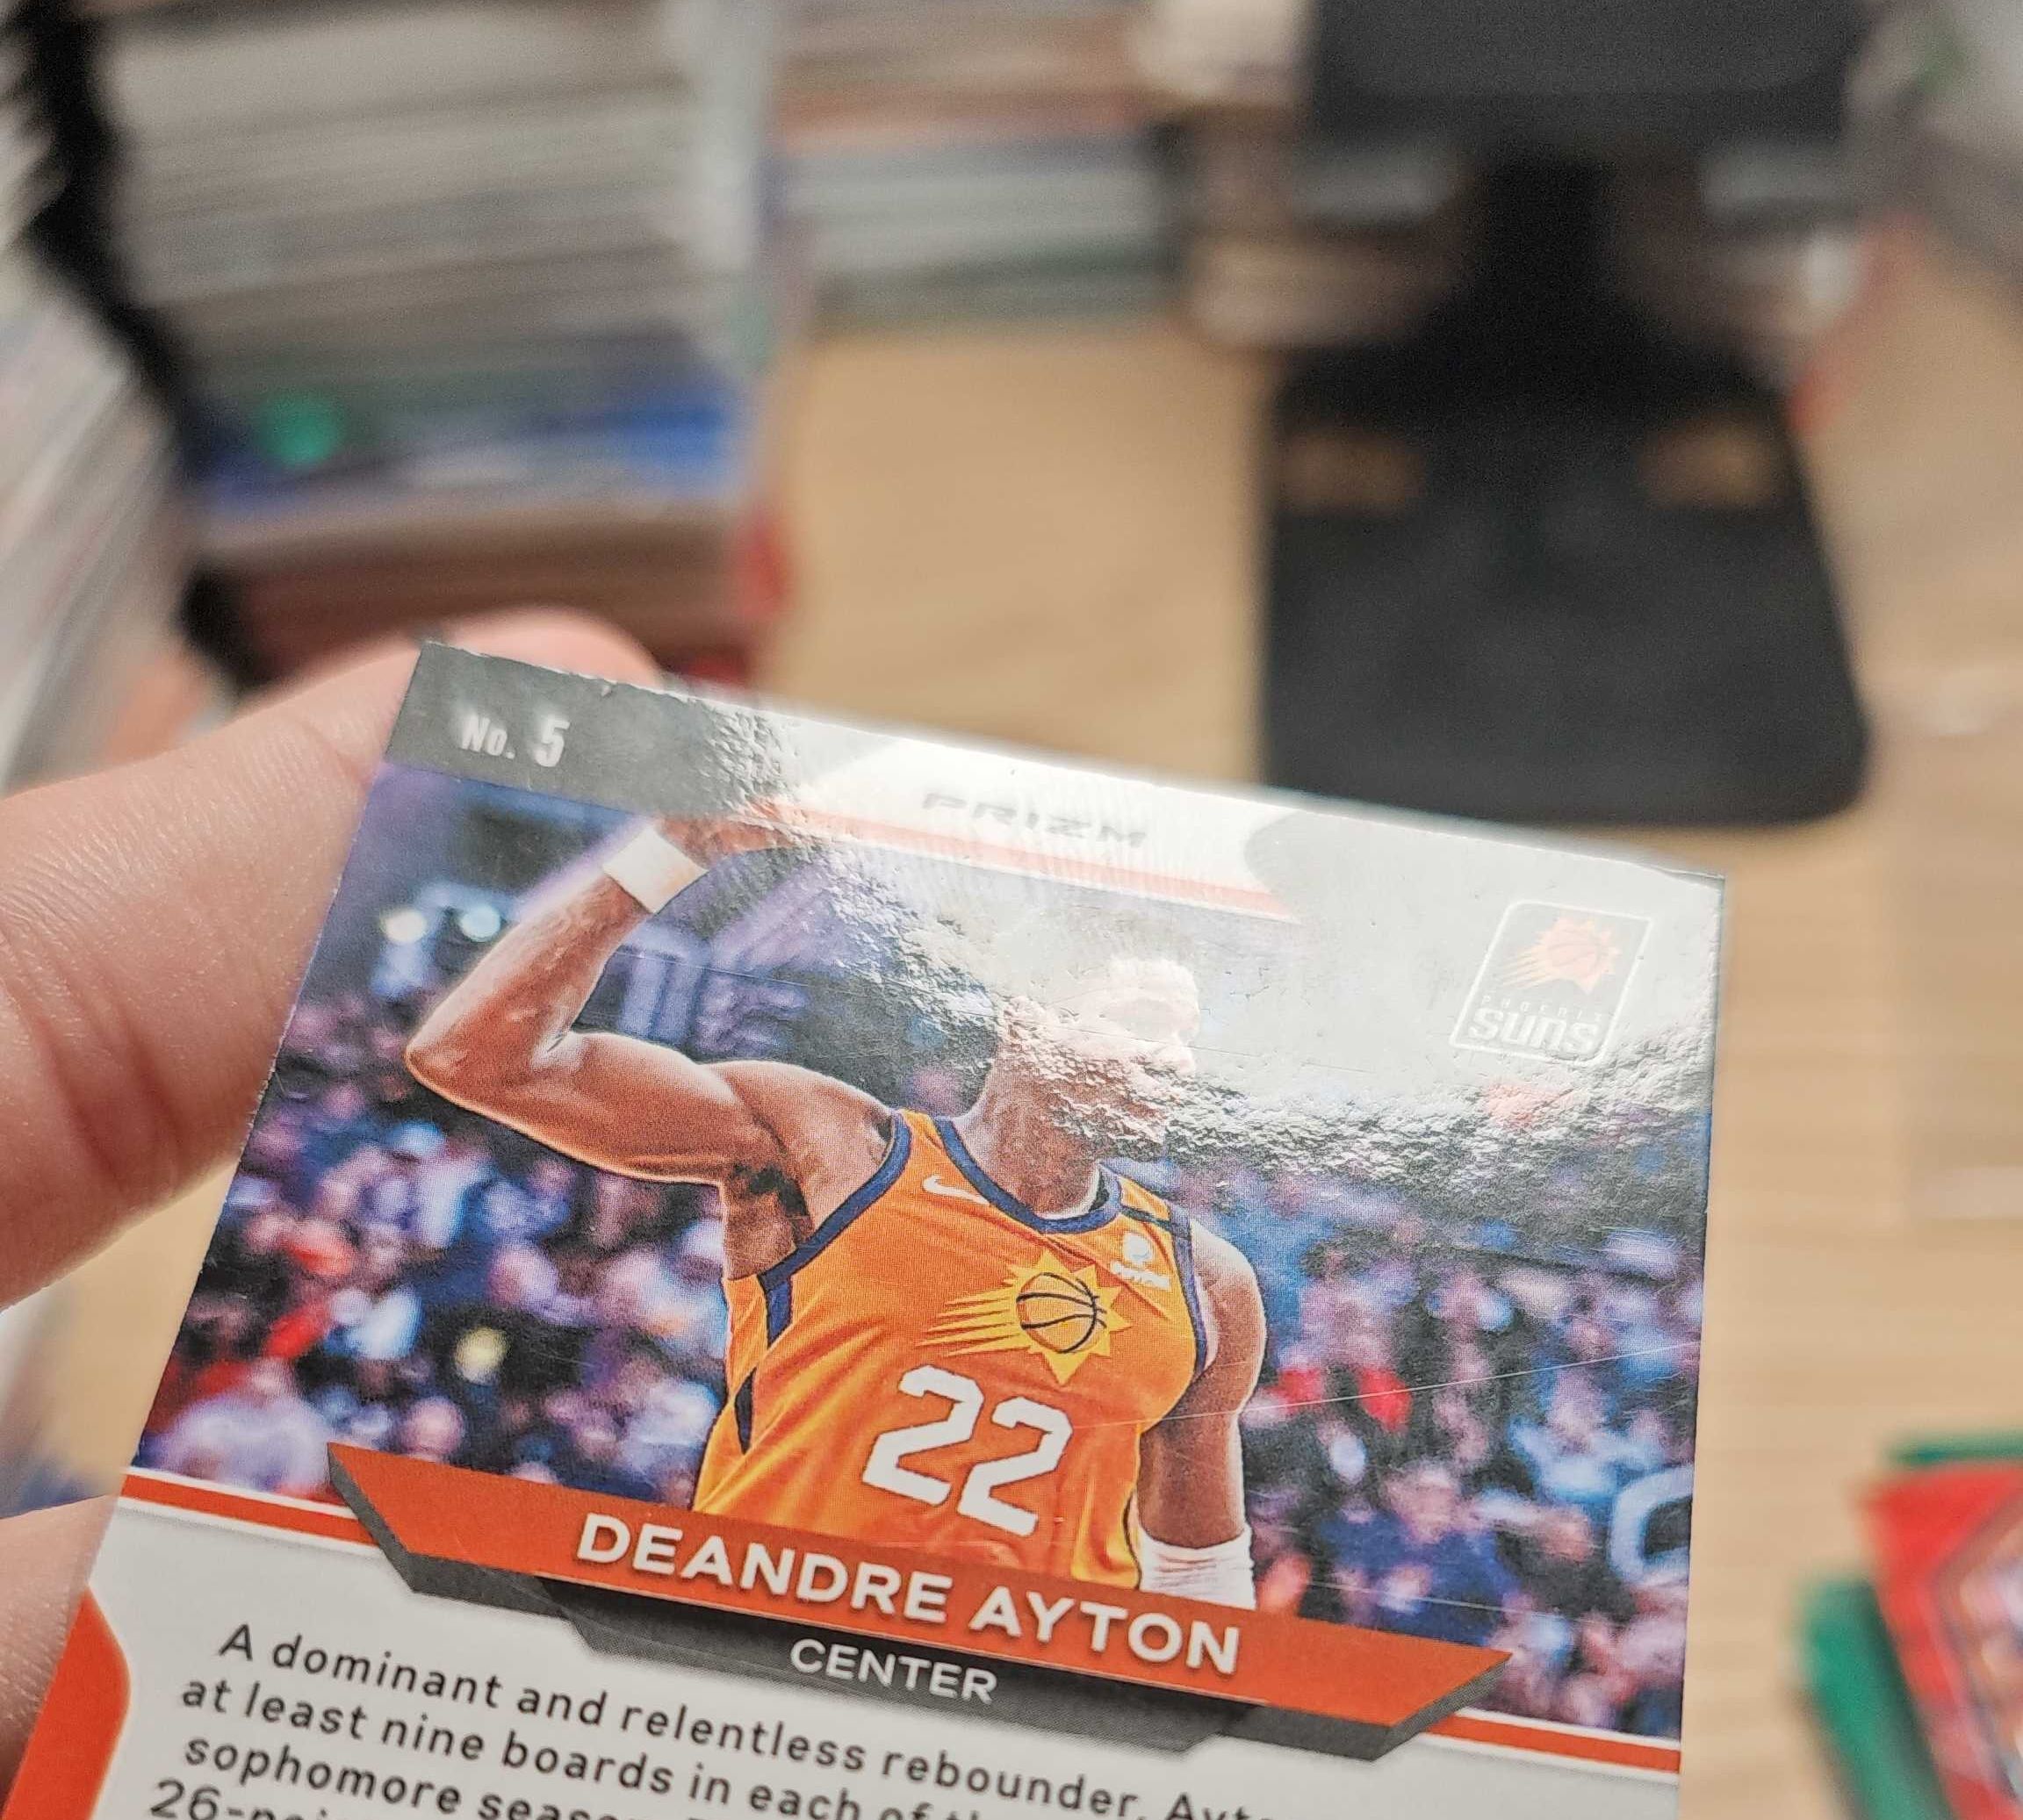 No. 5
PRIZM
PHOENIX
SUNS
22
DEANDRE AYTON
CENTER
A dominant and relentless rebounder, 
at least nine boards in each of
sophomore